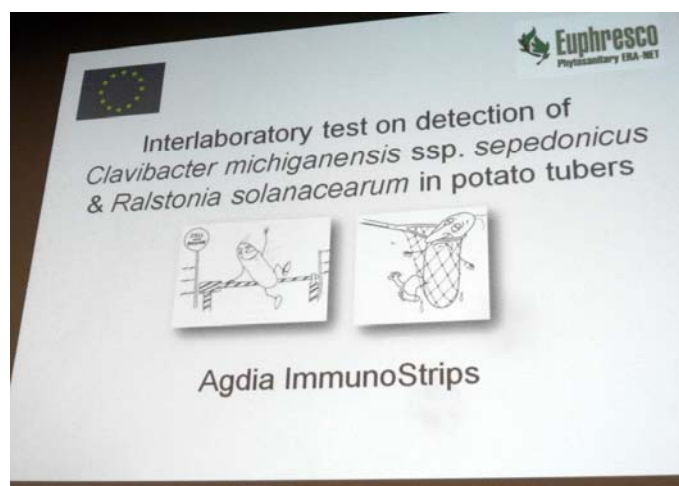 Euphresco
Phytosanitary ERA-NET
Interlaboratory test on detection of
Clavibacter michiganensis ssp. sepedonicus
& Ralstonia solanacearum in potato tubers
Agdia ImmunoStrips